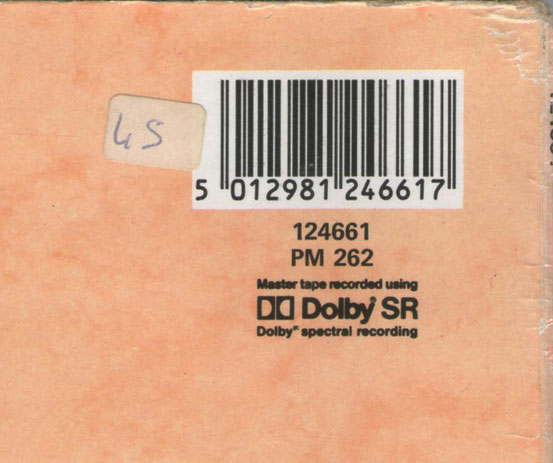 45
5 012981 246617
124661
PM 262
Master tape recorded using
Dolby® SR
Dolby® spectral recording